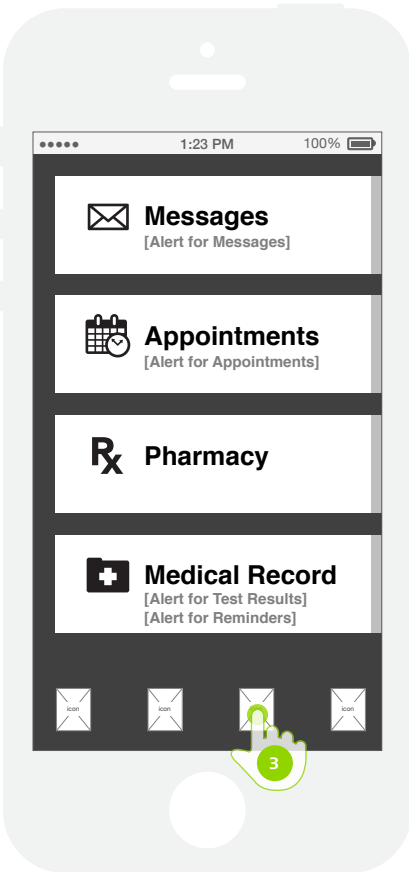 1:23 PM 100%
Messages
[Alert for Messages]
Appointments
[Alert for Appointments]
Rx Pharmacy
Medical Record
[Alert for Test Results]
[Alert for Reminders]
icon icon icon
3